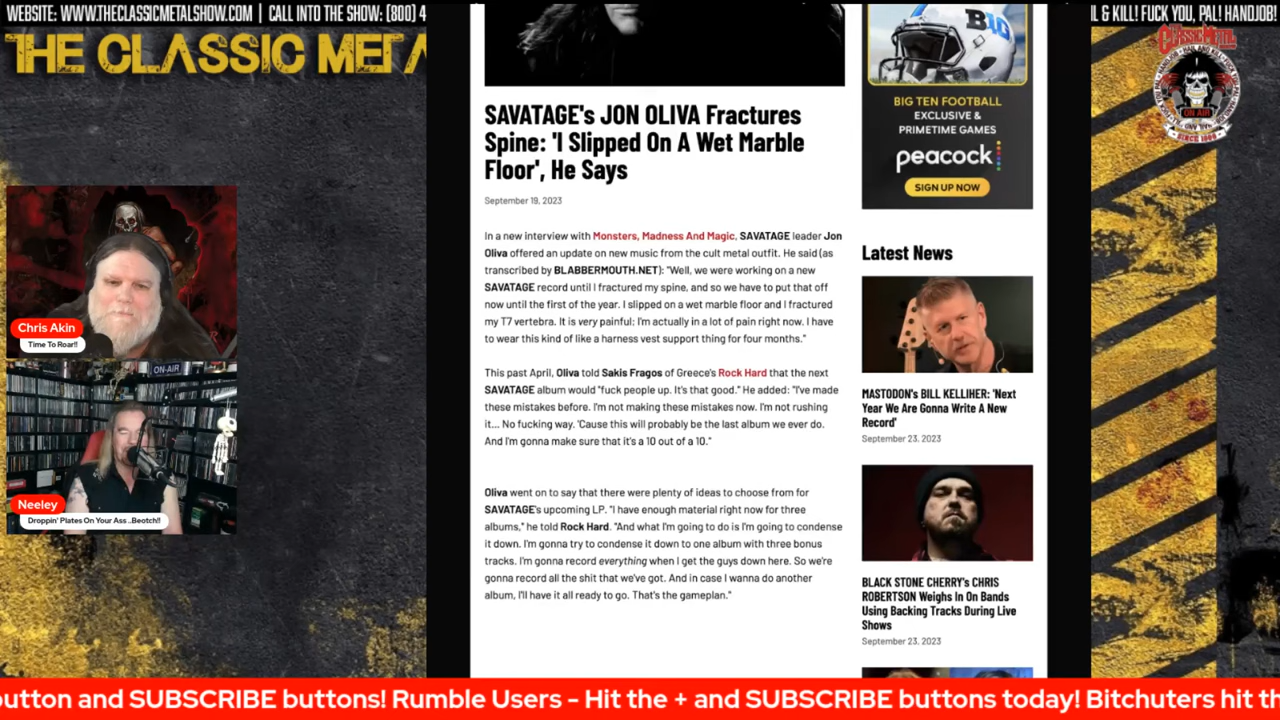 WEBSITE: WWW.THECLASSICMETALSHOW.COM | CALL INTO THE SHOW: (800) 4
L & KILL! FUCK YOU, PAL! HANDJOB!
THE CLASSIC META
CLASSIC METAL
ON AIR
SINCE 1996
SAVATAGE's JON OLIVA Fractures
Spine: 'I Slipped On A Wet Marble
Floor', He Says
September 19, 2023
In a new interview with Monsters, Madness And Magic, SAVATAGE leader Jon
Oliva offered an update on new music from the cult metal outfit. He said (as
transcribed by BLABBERMOUTH.NET): "Well, we were working on a new
SAVATAGE record until I fractured my spine, and so we have to put that off
now until the first of the year. I slipped on a wet marble floor and I fractured
my T7 vertebra. It is very painful; I'm actually in a lot of pain right now. I have
to wear this kind of like a harness vest support thing for four months."
This past April, Oliva told Sakis Fragos of Greece's Rock Hard that the next
SAVATAGE album would "fuck people up. It's that good." He added: "I've made
these mistakes before. I'm not making these mistakes now. I'm not rushing
it... No fucking way. 'Cause this will probably be the last album we ever do.
And I'm gonna make sure that it's a 10 out of a 10."
Oliva went on to say that there were plenty of ideas to choose from for
SAVATAGE's upcoming LP. "I have enough material right now for three
albums," he told Rock Hard. "And what I'm going to do is I'm going to condense
it down. I'm gonna try to condense it down to one album with three bonus
tracks. I'm gonna record everything when I get the guys down here. So we're
gonna record all the shit that we've got. And in case I wanna do another
album, I'll have it all ready to go. That's the gameplan."
B1G
BIG TEN FOOTBALL
EXCLUSIVE &
PRIMETIME GAMES
peacock
SIGN UP NOW
Latest News
MASTODON's BILL KELLIHER: 'Next
Year We Are Gonna Write A New
Record'
September 23, 2023
BLACK STONE CHERRY's CHRIS
ROBERTSON Weighs In On Bands
Using Backing Tracks During Live
Shows
September 23, 2023
Chris Akin
Time To Roar!!
ON-AIR
Neeley
Droppin' Plates On Your Ass ..Beotch!!
button and SUBSCRIBE buttons! Rumble Users - Hit the + and SUBSCRIBE buttons today! Bitchuters hit th